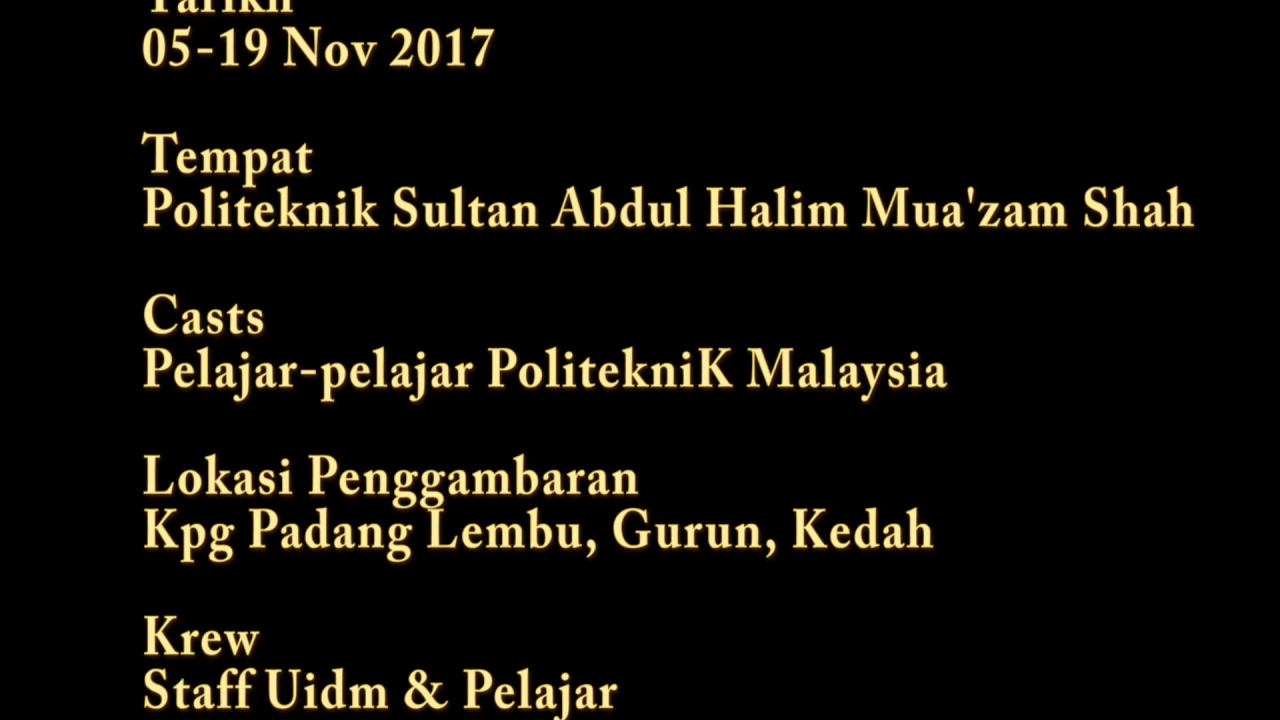 Tarikh
05-19 Nov 2017
Tempat
Politeknik Sultan Abdul Halim Mua'zam Shah
Casts
Pelajar-pelajar PolitekniK Malaysia
Lokasi Penggambaran
Kpg Padang Lembu, Gurun, Kedah
Krew
Staff Uidm & Pelajar